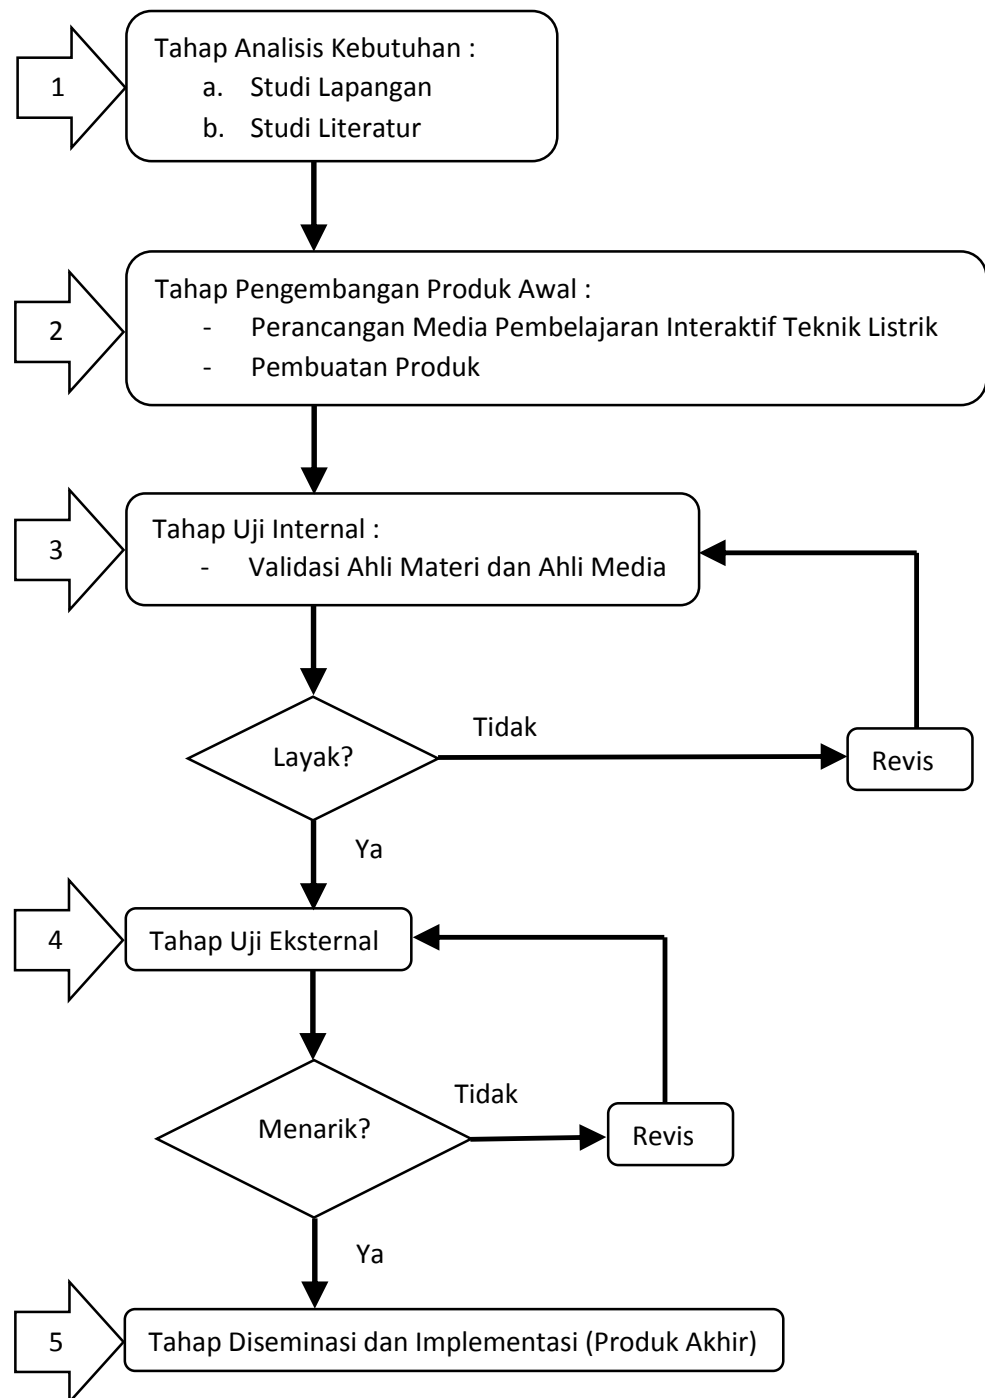 1
Tahap Analisis Kebutuhan :
a. Studi Lapangan
b. Studi Literatur
2
Tahap Pengembangan Produk Awal :
- Perancangan Media Pembelajaran Interaktif Teknik Listrik
- Pembuatan Produk
3
Tahap Uji Internal :
- Validasi Ahli Materi dan Ahli Media
Layak?
Tidak
Revis
Ya
4
Tahap Uji Eksternal
Menarik?
Tidak
Revis
Ya
5
Tahap Diseminasi dan Implementasi (Produk Akhir)